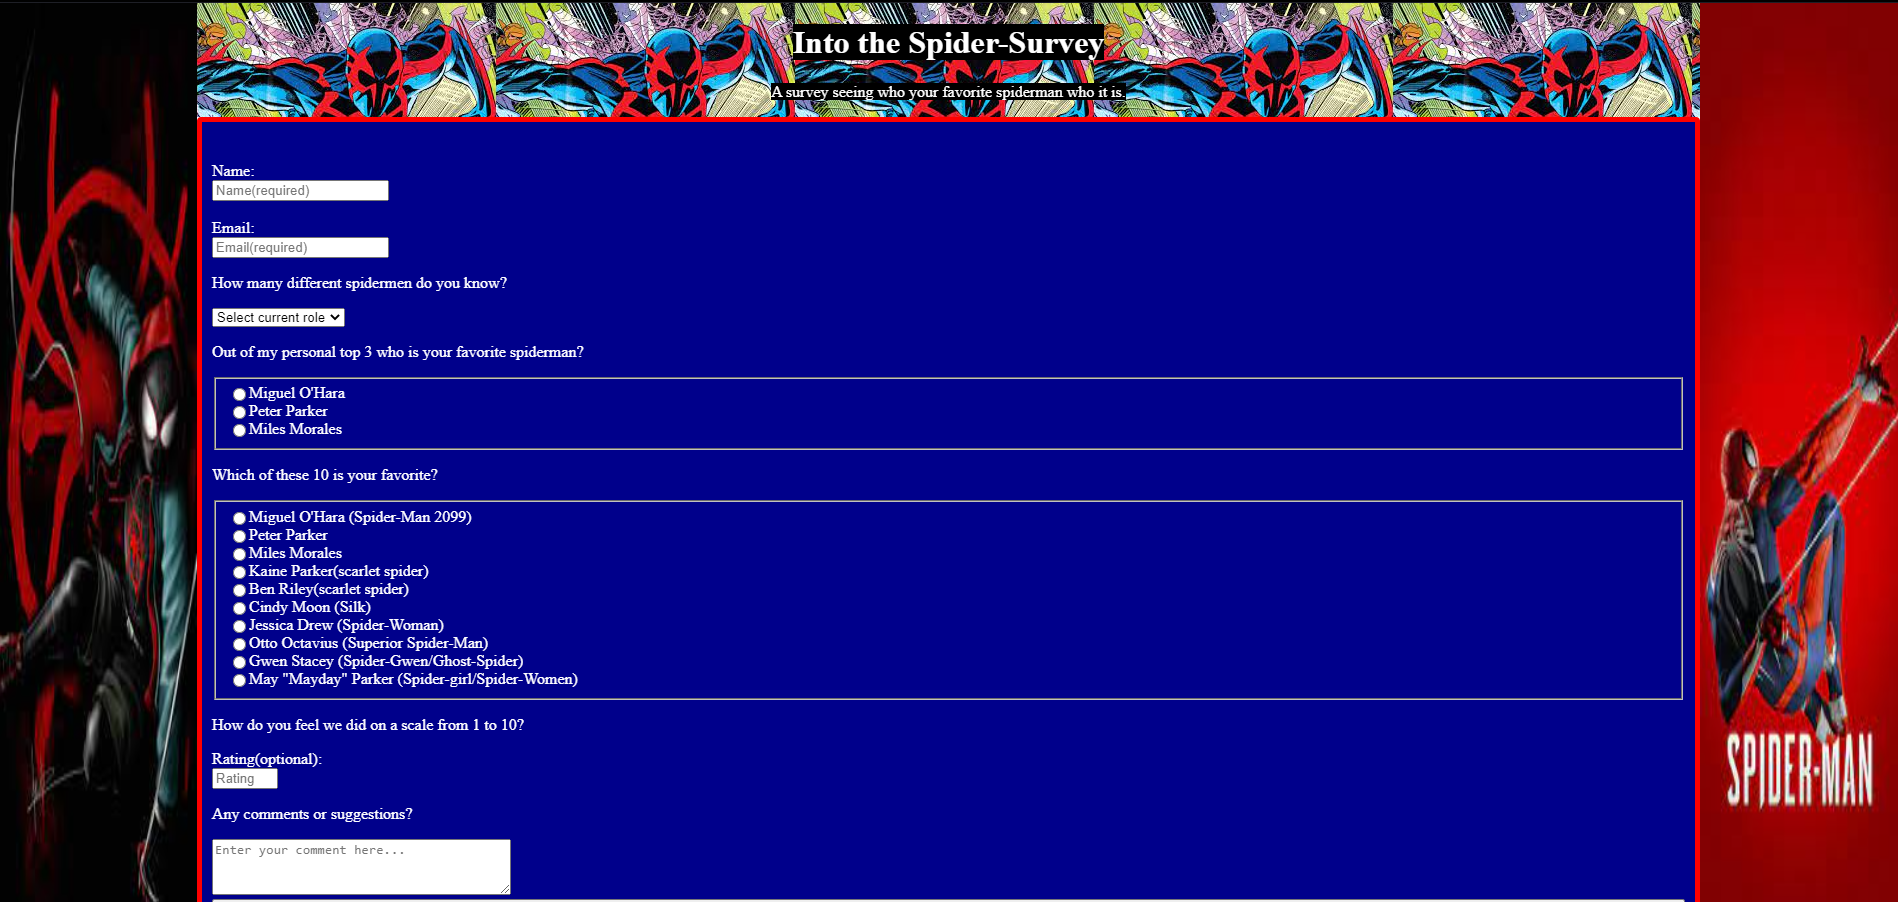 Into the Spider-Survey
A survey seeing who your favorite spiderman who it is.
Name:
Name(required)
Email:
Email(required)
How many different spidermen do you know?
Select current role
Out of my personal top 3 who is your favorite spiderman?
Miguel O'Hara
Peter Parker
Miles Morales
Which of these 10 is your favorite?
Miguel O'Hara (Spider-Man 2099)
Peter Parker
Miles Morales
Kaine Parker(scarlet spider)
Ben Riley(scarlet spider)
Cindy Moon (Silk)
Jessica Drew (Spider-Woman)
Otto Octavius (Superior Spider-Man)
Gwen Stacey (Spider-Gwen/Ghost-Spider)
May "Mayday" Parker (Spider-girl/Spider-Women)
How do you feel we did on a scale from 1 to 10?
Rating(optional):
Rating
Any comments or suggestions?
Enter your comment here...
SPIDER-MAN